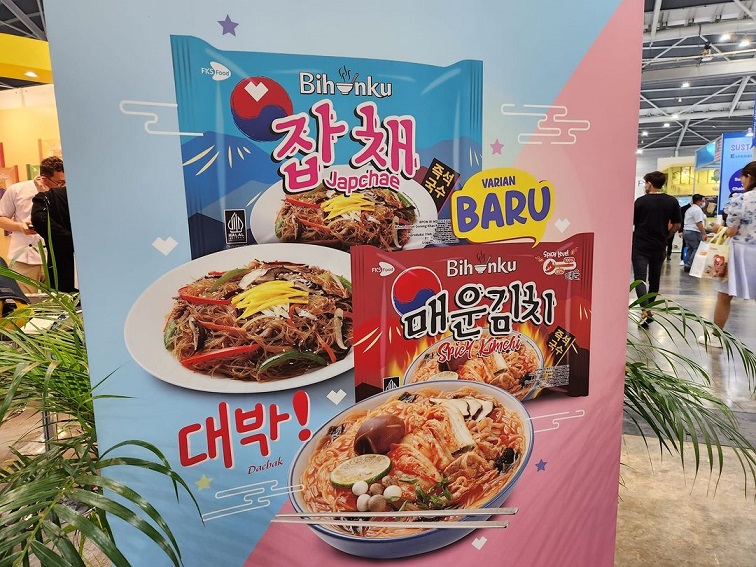 FKS Food
Bihunku
잡채
Japchae
즉석
국수
VARIAN
BARU
FKS Food
Bihunku
Spicy Level
매운김치
Spicy Kimchi
즉석
국수
대박!
Daebak
SUSTA